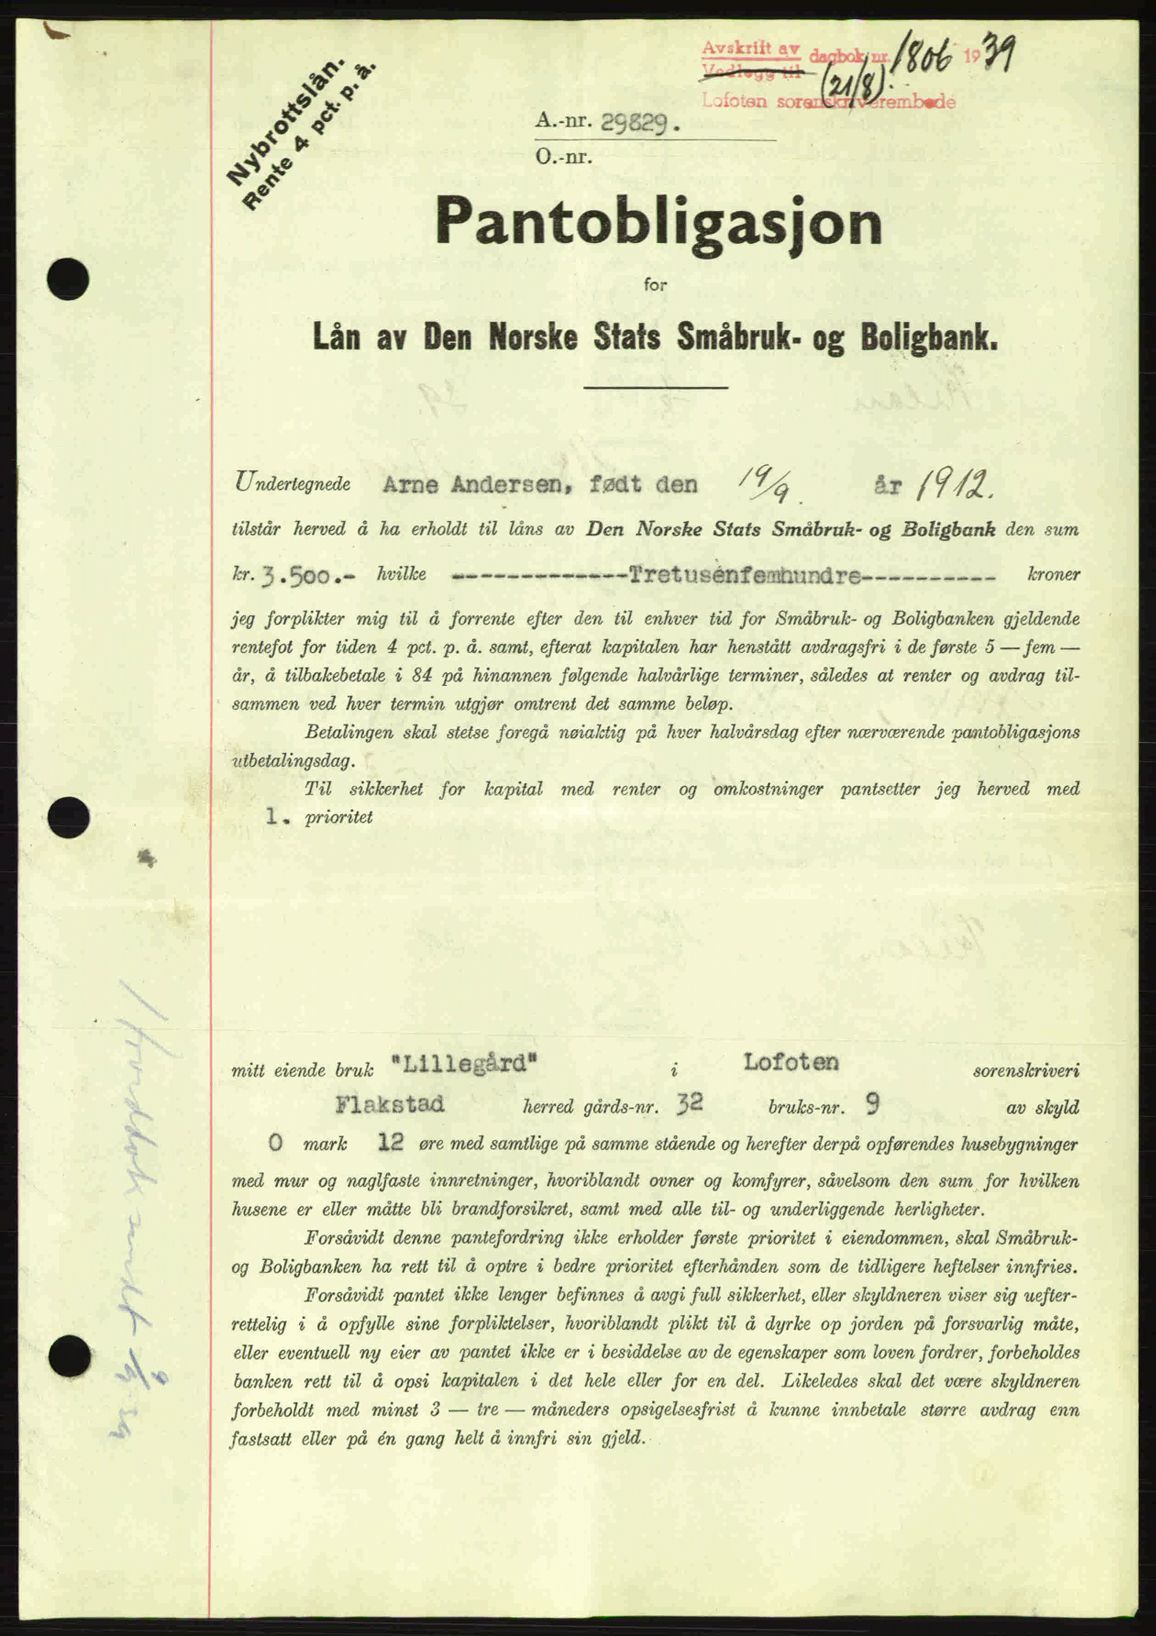 Avskrift av dagbok nr. 1806 1939
Vedlegg til (21/8).
Lofoten sorenskriverembede
Nybrottslån.
Rente 4 pct. p. å.
A.-nr. 29829.
O.-nr.
Pantobligasjon
for
Lån av Den Norske Stats Småbruk- og Boligbank.
Undertegnede Arne Andersen, født den 19/9. år 1912.
tilstår herved å ha erholdt til låns av Den Norske Stats Småbruk- og Boligbank den sum
kr. 3.500.- hvilke --------------Tretusenfemhundre---------- kroner
jeg forplikter mig til å forrente efter den til enhver tid for Småbruk- og Boligbanken gjeldende
rentefot for tiden 4 pct. p. å. samt, efterat kapitalen har henstått avdragsfri i de første 5 — fem —
år, å tilbakebetale i 84 på hinannen følgende halvårlige terminer, således at renter og avdrag til-
sammen ved hver termin utgjør omtrent det samme beløp.
Betalingen skal stetse foregå nøiaktig på hver halvårsdag efter nærværende pantobligasjons
utbetalingsdag.
Til sikkerhet for kapital med renter og omkostninger pantsetter jeg herved med
1. prioritet
mitt eiende bruk "Lillegård" i Lofoten sorenskriveri
Flakstad herred gårds-nr. 32 bruks-nr. 9 av skyld
0 mark 12 øre med samtlige på samme stående og herefter derpå opførendes husebygninger
med mur og naglfaste innretninger, hvoriblandt ovner og komfyrer, såvelsom den sum for hvilken
husene er eller måtte bli brandforsikret, samt med alle til- og underliggende herligheter.
Forsåvidt denne pantefordring ikke erholder første prioritet i eiendommen, skal Småbruk-
og Boligbanken ha rett til å optre i bedre prioritet efterhånden som de tidligere heftelser innfries.
Forsåvidt pantet ikke lenger befinnes å avgi full sikkerhet, eller skyldneren viser sig uefter-
rettelig i å opfylle sine forpliktelser, hvoriblandt plikt til å dyrke op jorden på forsvarlig måte,
eller eventuell ny eier av pantet ikke er i besiddelse av de egenskaper som loven fordrer, forbeholdes
banken rett til å opsi kapitalen i det hele eller for en del. Likeledes skal det være skyldneren
forbeholdt med minst 3 — tre — måneders opsigelsesfrist å kunne innbetale større avdrag enn
fastsatt eller på én gang helt å innfri sin gjeld.